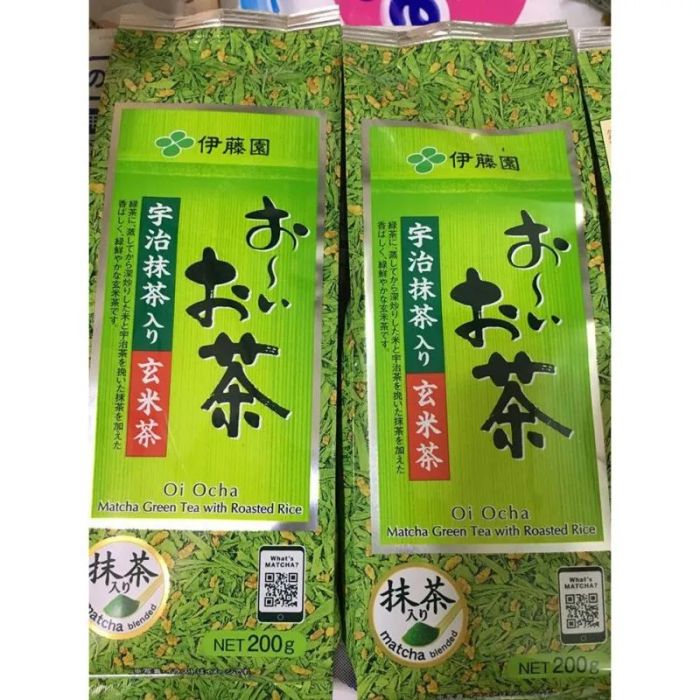 伊藤園
お～い
お茶
宇治抹茶入り
玄米茶
緑茶に、蒸してから深炒りした米と宇治茶を挽いた抹茶を加えた
香ばしく、緑鮮やかな玄米茶です。
Oi Ocha
Matcha Green Tea with Roasted Rice
抹茶
入り
matcha blended
What's
MATCHA?
NET 200g
伊藤園
お～い
お茶
宇治抹茶入り
玄米茶
緑茶に、蒸してから深炒りした米と宇治茶を挽いた抹茶を加えた
香ばしく、緑鮮やかな玄米茶です。
Oi Ocha
Matcha Green Tea with Roasted Rice
抹茶
入り
matcha blended
What's
MATCHA?
NET 200g